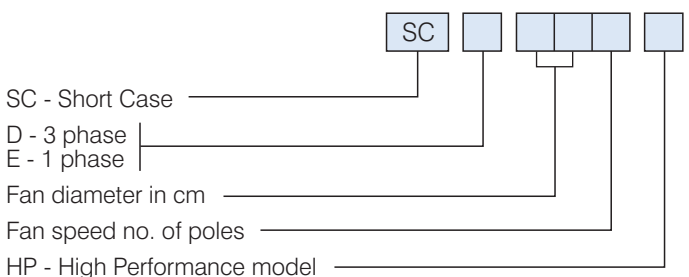 SC
SC - Short Case
D - 3 phase
E - 1 phase
Fan diameter in cm
Fan speed no. of poles
HP - High Performance model